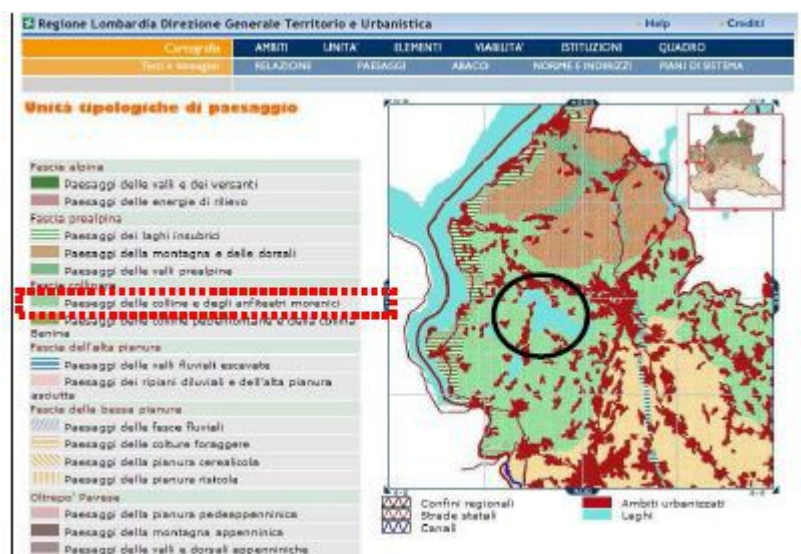 Regione Lombardia Direzione Generale Territorio e Urbanistica
Help
Crediti
Cartografia
AMBITI
UNITA'
ELEMENTI
VIABILITA'
ISTITUZIONI
QUADRO
Testi e immagini
RELAZIONE
PAESAGGI
ABACO
NORME E INDIRIZZI
PIANI DI SISTEMA
Unità tipologiche di paesaggio
Fascia alpina
Paesaggi delle valli e dei versanti
Paesaggi delle energie di rilievo
Fascia prealpina
Paesaggi dei laghi insubrici
Paesaggi della montagna e delle dorsali
Paesaggi delle valli prealpine
Fascia collinare
Paesaggi delle colline e degli anfiteatri morenici
Paesaggi delle colline pedemontane e della collina
Banina
Fascia dell'alta pianura
Paesaggi delle valli fluviali escavate
Paesaggi dei ripiani diluviali e dell'alta pianura
asciutta
Fascia della bassa pianura
Paesaggi delle fasce fluviali
Paesaggi delle colture foraggere
Paesaggi della pianura cerealicola
Paesaggi della pianura risicola
Oltrepo' Pavese
Paesaggi della pianura pedeappenninica
Paesaggi della montagna appenninica
Paesaggi delle valli e dorsali appenniniche
Confini regionali
Strade statali
Canali
Ambiti urbanizzati
Laghi